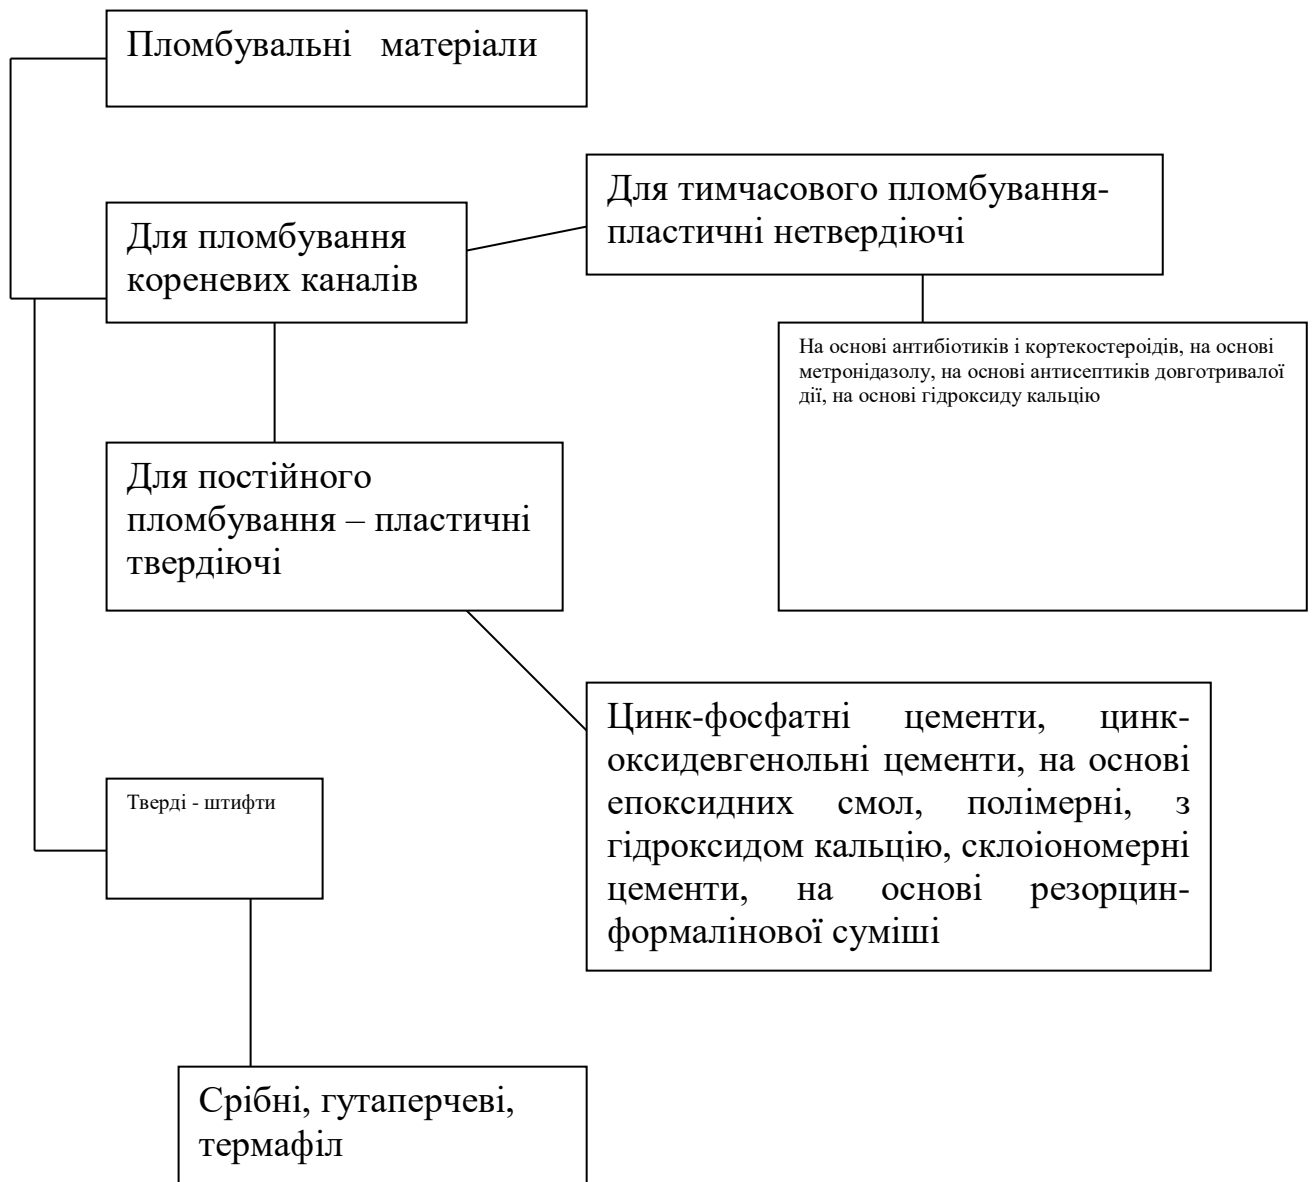 Пломбувальні матеріали
Для тимчасового пломбування-
пластичні нетвердіючі
Для пломбування
кореневих каналів
На основі антибіотиків і кортекостероідів, на основі
метронідазолу, на основі антисептиків довготривалої
дії, на основі гідроксиду кальцію
Для постійного
пломбування – пластичні
твердіючі
Цинк-фосфатні цементи, цинк-
оксидевгенольні цементи, на основі
епоксидних смол, полімерні, з
гідроксидом кальцію, склоіономерні
цементи, на основі резорцин-
формалінової суміші
Тверді - штифти
Срібні, гутаперчеві,
термафіл